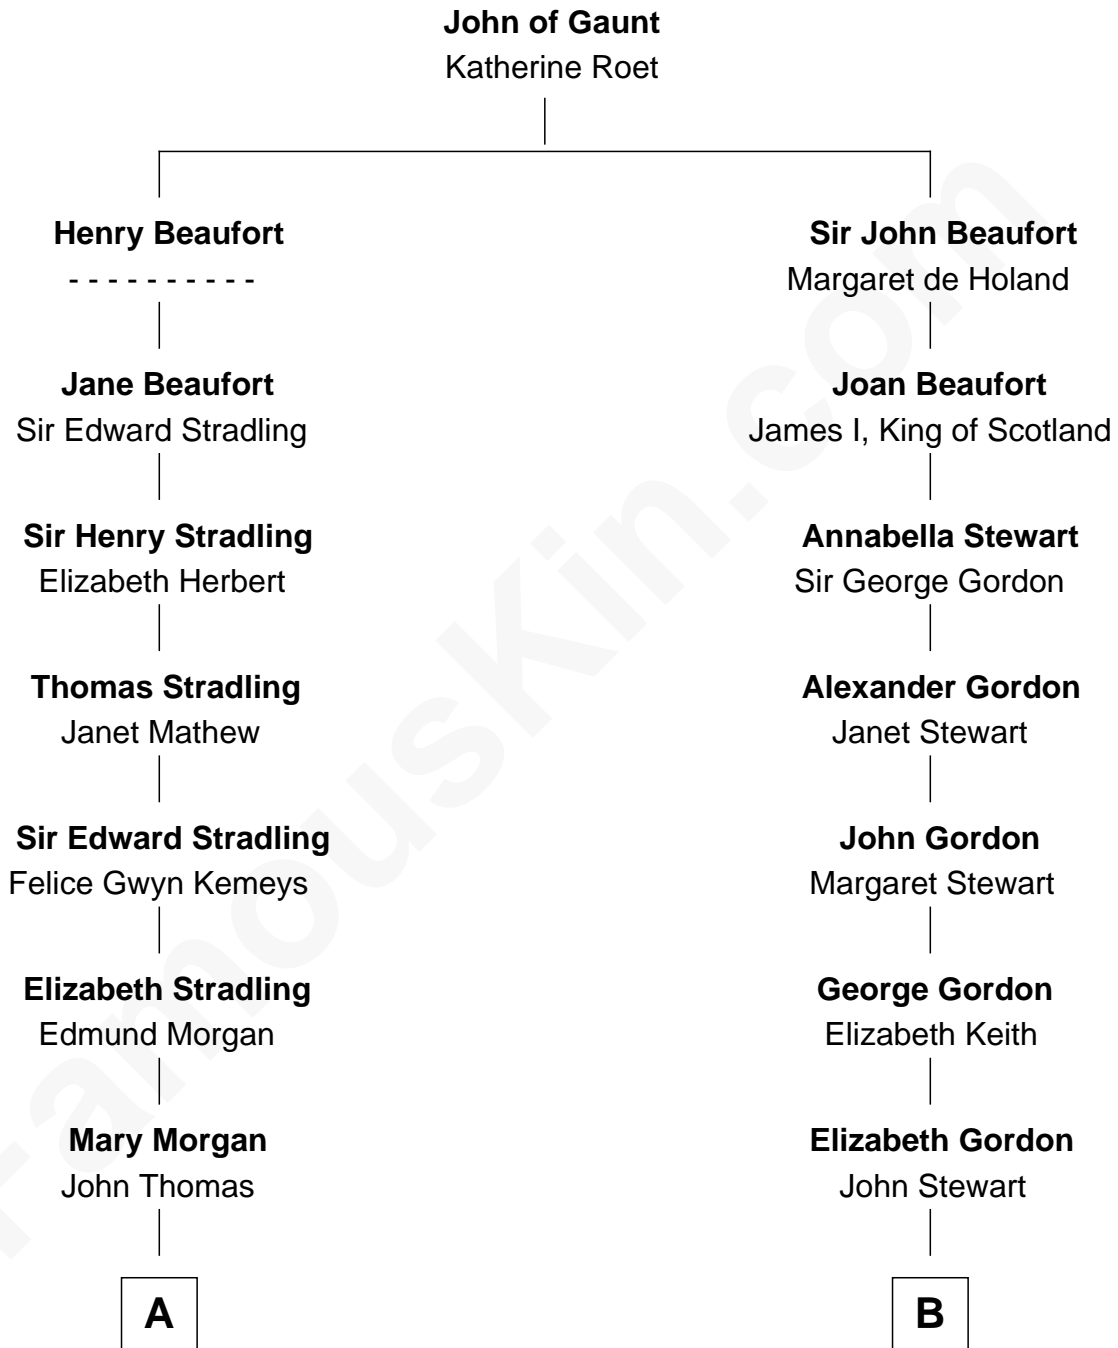 John of Gaunt
Katherine Roet
Henry Beaufort
- - - - - - - - - -
Jane Beaufort
Sir Edward Stradling
Sir Henry Stradling
Elizabeth Herbert
Thomas Stradling
Janet Mathew
Sir Edward Stradling
Felice Gwyn Kemeys
Elizabeth Stradling
Edmund Morgan
Mary Morgan
John Thomas
A
Sir John Beaufort
Margaret de Holand
Joan Beaufort
James I, King of Scotland
Annabella Stewart
Sir George Gordon
Alexander Gordon
Janet Stewart
John Gordon
Margaret Stewart
George Gordon
Elizabeth Keith
Elizabeth Gordon
John Stewart
B
FamousKin.com